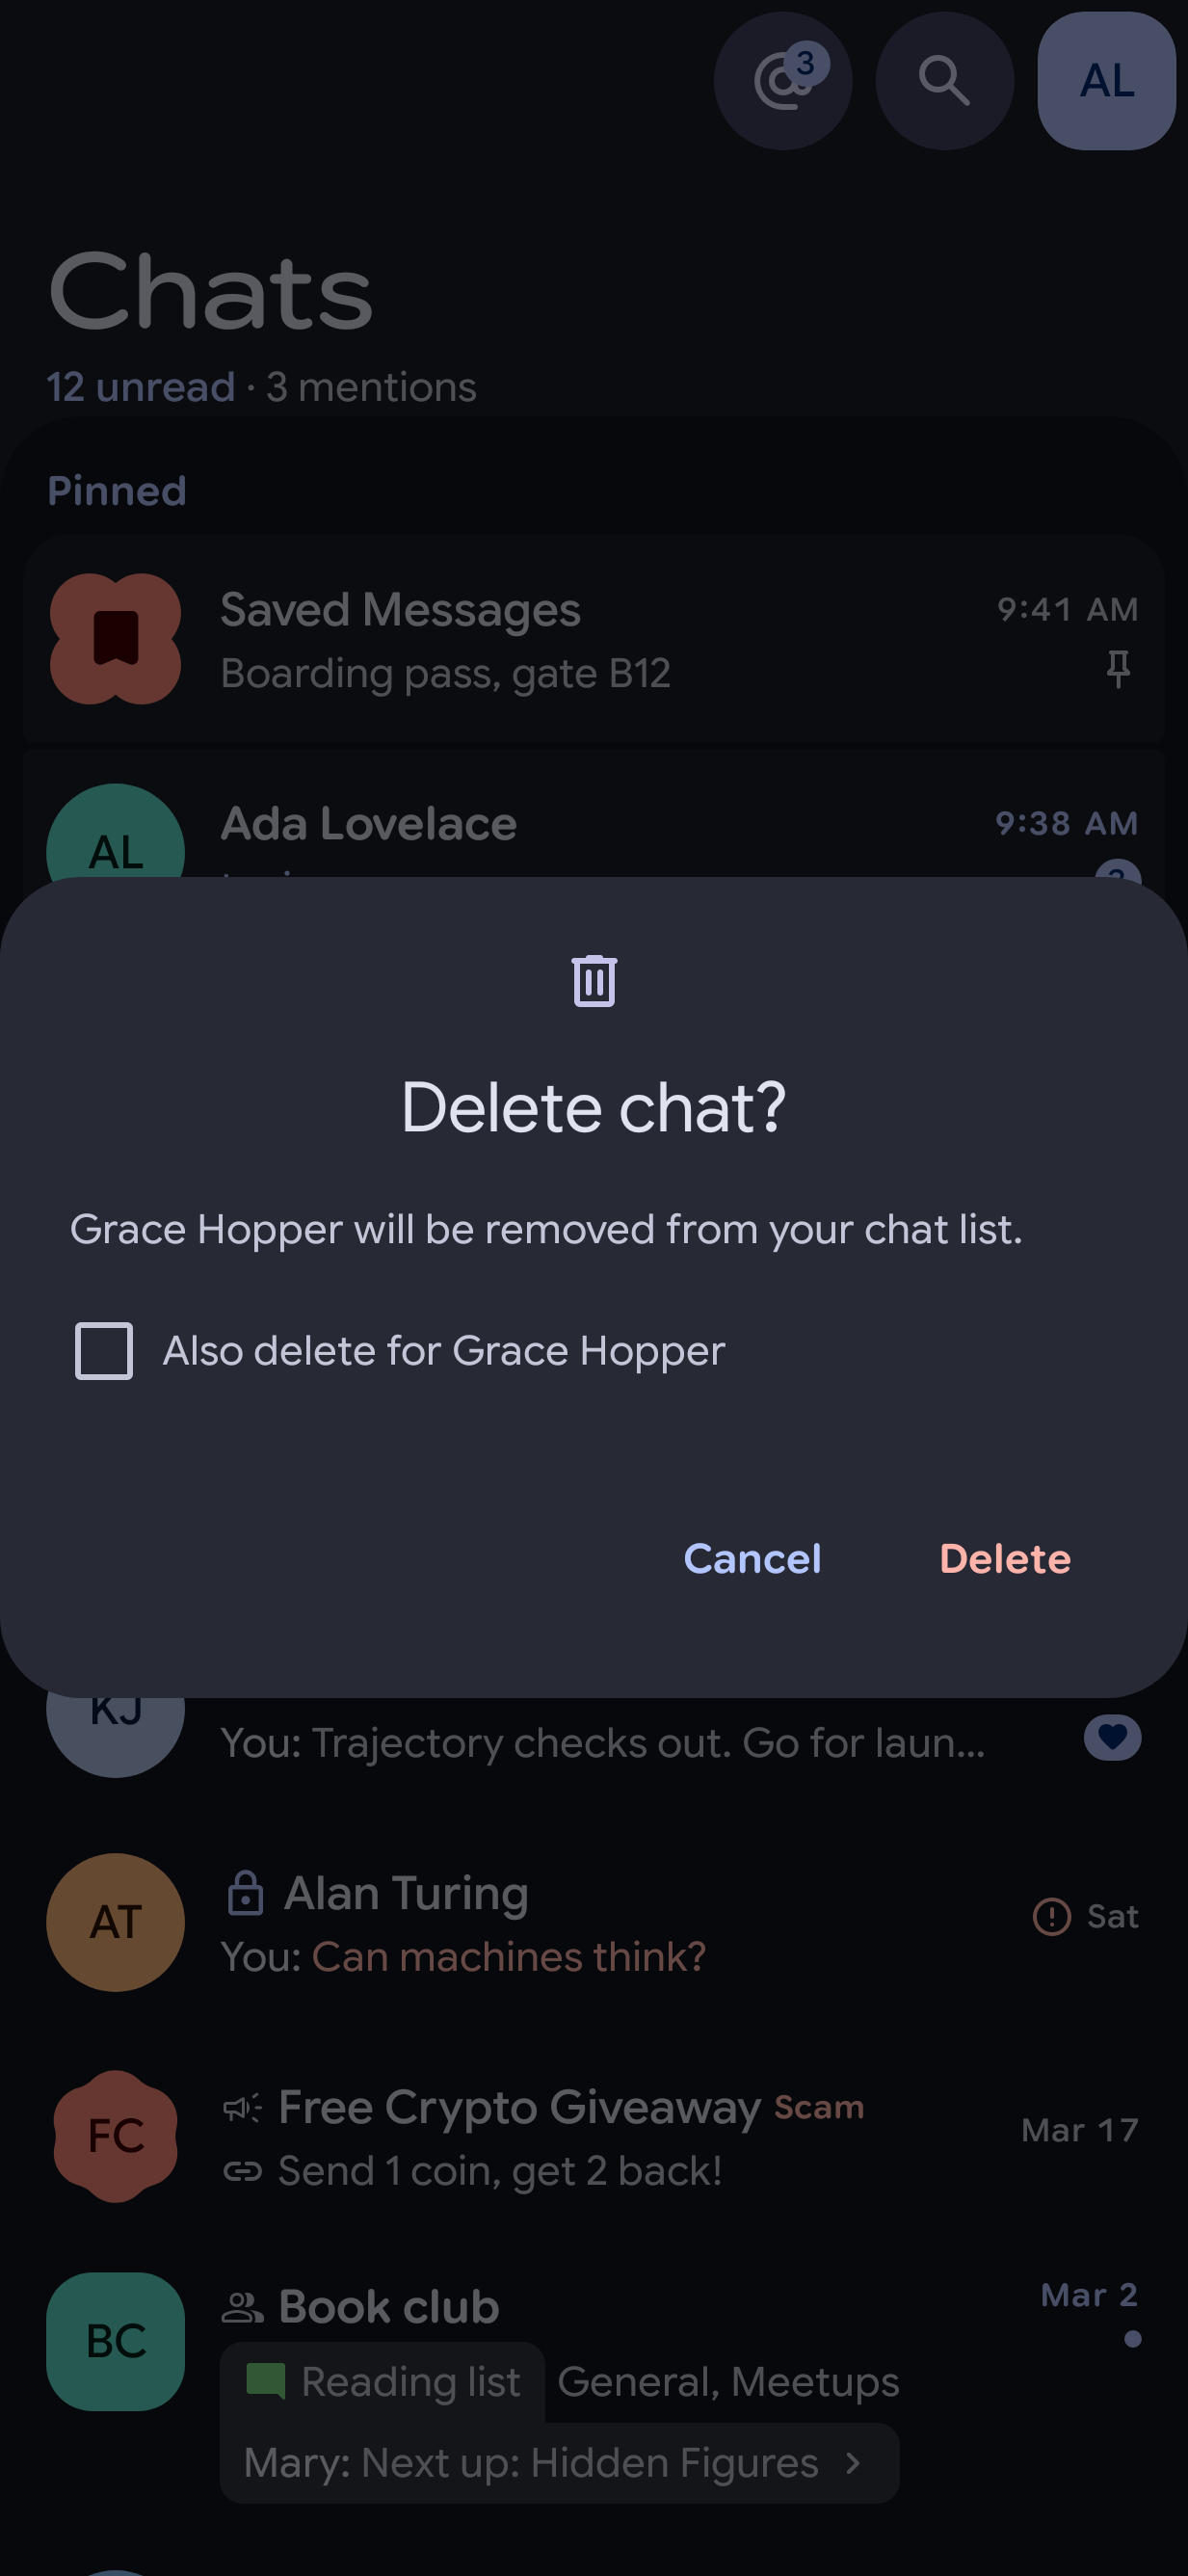 3
AL
Chats
12 unread · 3 mentions
Pinned
Saved Messages
9:41 AM
Boarding pass, gate B12
AL
Ada Lovelace
9:38 AM
Delete chat?
Grace Hopper will be removed from your chat list.
Also delete for Grace Hopper
Cancel
Delete
KJ
You: Trajectory checks out. Go for laun...
AT
Alan Turing
Sat
You: Can machines think?
FC
Free Crypto Giveaway Scam
Mar 17
Send 1 coin, get 2 back!
BC
Book club
Mar 2
Reading list General, Meetups
Mary: Next up: Hidden Figures